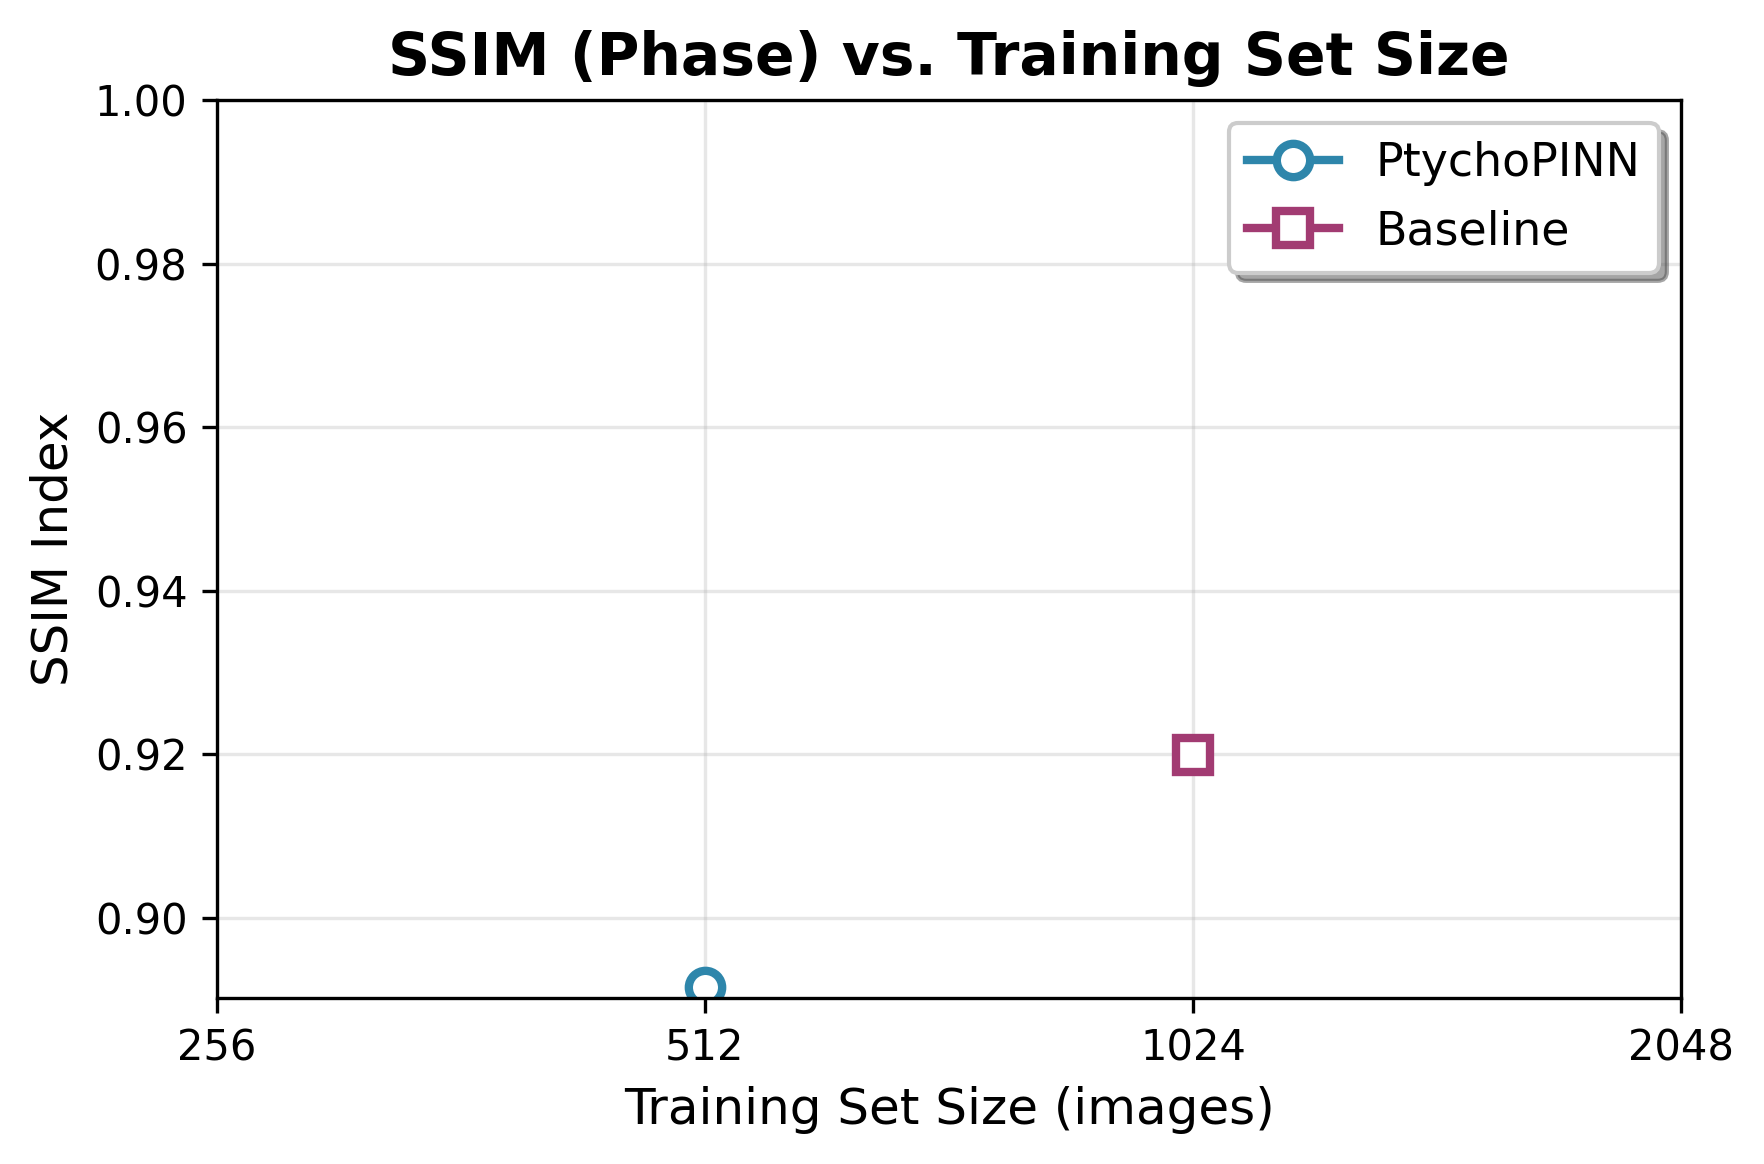 SSIM (Phase) vs. Training Set Size
1.00
0.98
0.96
0.94
0.92
0.90
SSIM Index
PtychoPINN
Baseline
256 512 1024 2048
Training Set Size (images)